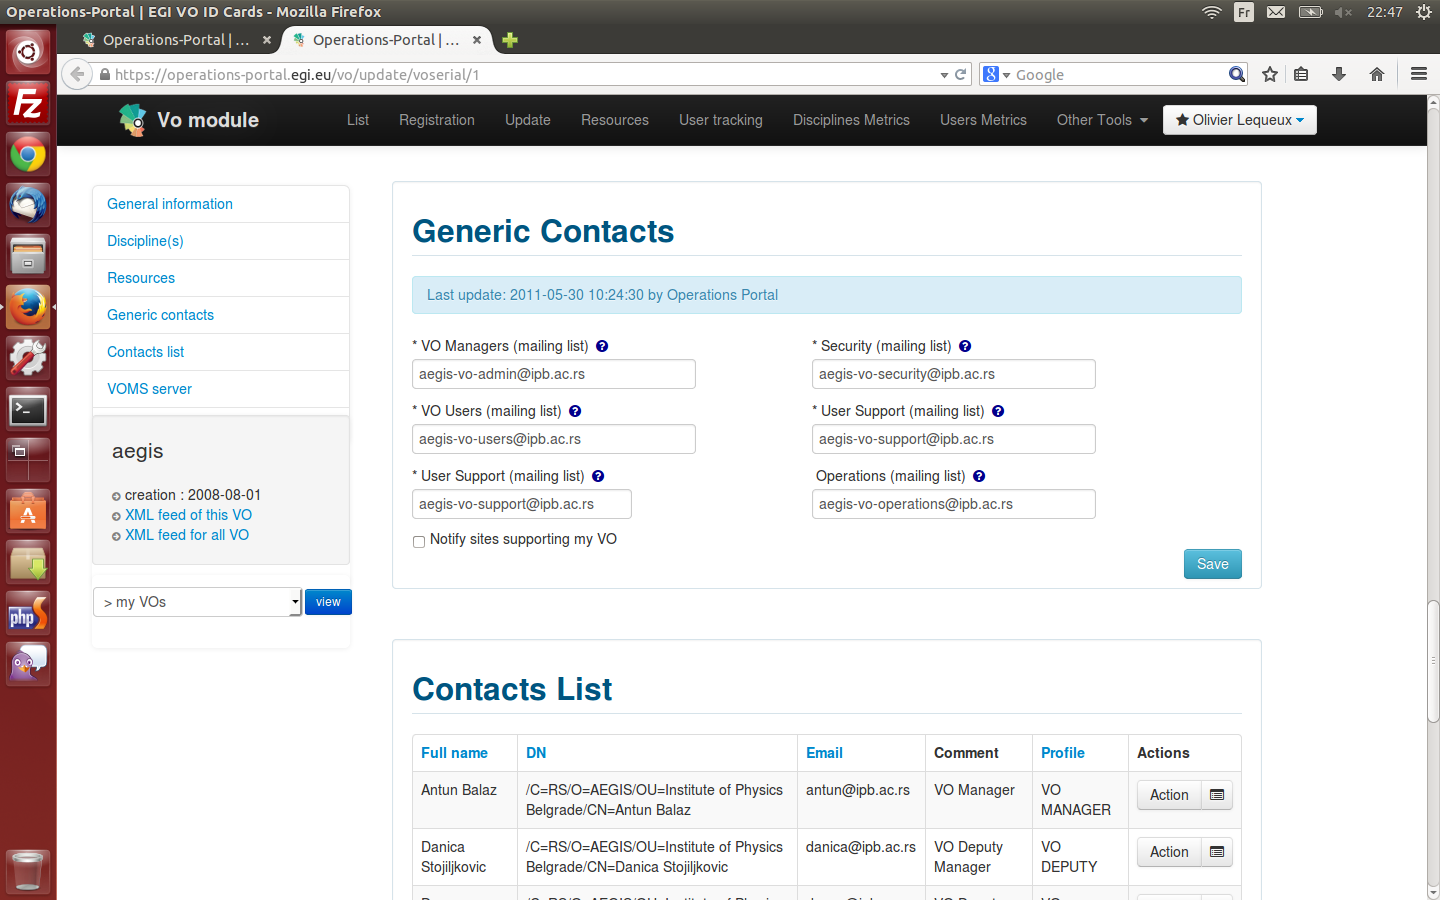 Operations-Portal | EGI VO ID Cards - Mozilla Firefox
Fr
22:47
Operations-Portal | ...
Operations-Portal | ...
https://operations-portal.egi.eu/vo/update/voserial/1
Google
Vo module
List
Registration
Update
Resources
User tracking
Disciplines Metrics
Users Metrics
Other Tools
Olivier Lequeux
General information
Discipline(s)
Resources
Generic contacts
Contacts list
VOMS server
aegis
creation : 2008-08-01
XML feed of this VO
XML feed for all VO
> my VOs
view
Generic Contacts
Last update: 2011-05-30 10:24:30 by Operations Portal
* VO Managers (mailing list)
aegis-vo-admin@ipb.ac.rs
* Security (mailing list)
aegis-vo-security@ipb.ac.rs
* VO Users (mailing list)
aegis-vo-users@ipb.ac.rs
* User Support (mailing list)
aegis-vo-support@ipb.ac.rs
* User Support (mailing list)
aegis-vo-support@ipb.ac.rs
Operations (mailing list)
aegis-vo-operations@ipb.ac.rs
Notify sites supporting my VO
Save
Contacts List
Full name
DN
Email
Comment
Profile
Actions
Antun Balaz
/C=RS/O=AEGIS/OU=Institute of Physics
Belgrade/CN=Antun Balaz
antun@ipb.ac.rs
VO Manager
VO
MANAGER
Action
Danica
Stojiljkovic
/C=RS/O=AEGIS/OU=Institute of Physics
Belgrade/CN=Danica Stojiljkovic
danica@ipb.ac.rs
VO Deputy
Manager
VO
DEPUTY
Action